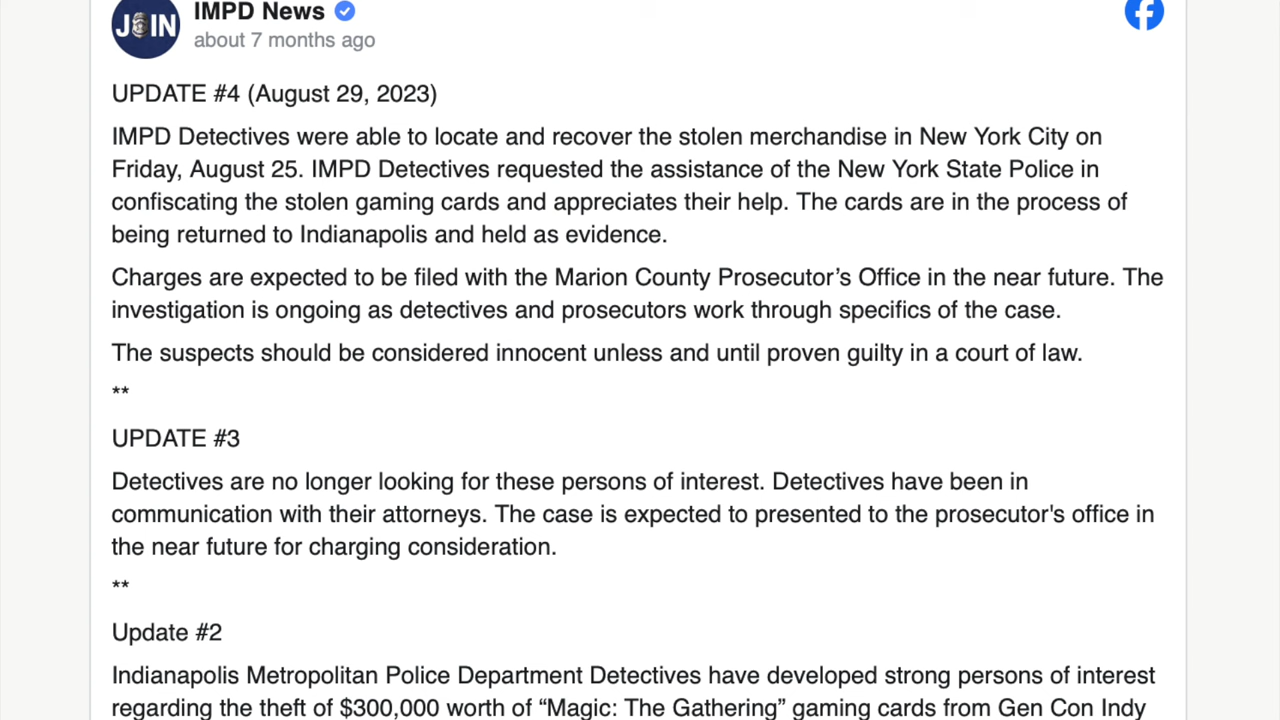 JOIN
IMPD News
about 7 months ago
UPDATE #4 (August 29, 2023)
IMPD Detectives were able to locate and recover the stolen merchandise in New York City on
Friday, August 25. IMPD Detectives requested the assistance of the New York State Police in
confiscating the stolen gaming cards and appreciates their help. The cards are in the process of
being returned to Indianapolis and held as evidence.
Charges are expected to be filed with the Marion County Prosecutor’s Office in the near future. The
investigation is ongoing as detectives and prosecutors work through specifics of the case.
The suspects should be considered innocent unless and until proven guilty in a court of law.
**
UPDATE #3
Detectives are no longer looking for these persons of interest. Detectives have been in
communication with their attorneys. The case is expected to presented to the prosecutor's office in
the near future for charging consideration.
**
Update #2
Indianapolis Metropolitan Police Department Detectives have developed strong persons of interest
regarding the theft of $300,000 worth of “Magic: The Gathering” gaming cards from Gen Con Indy